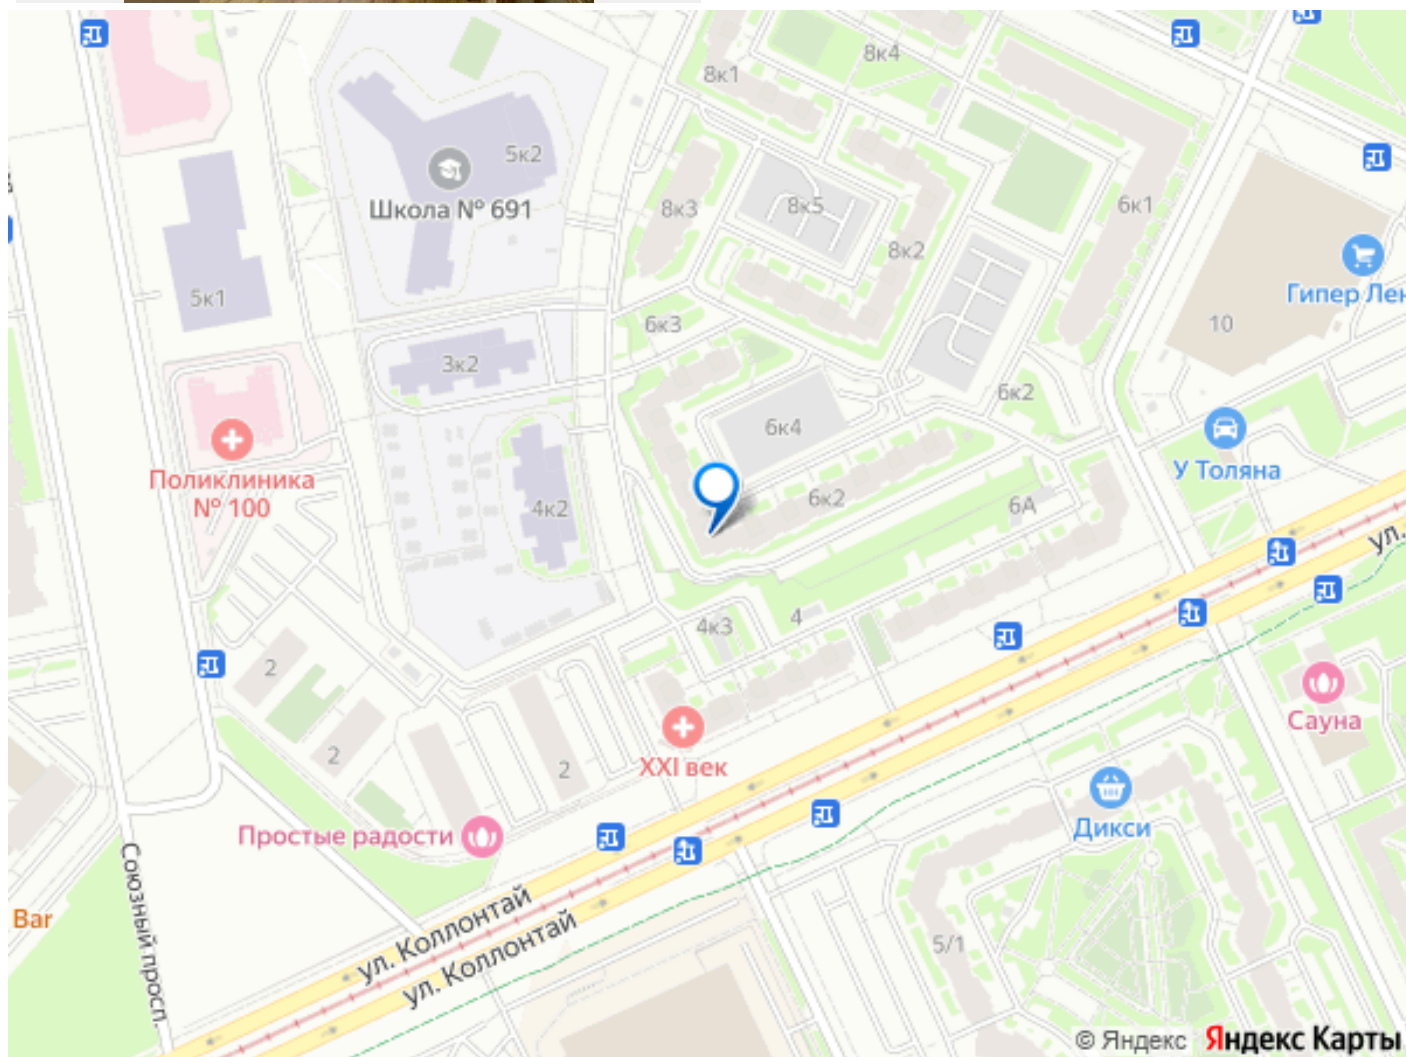 8к4
8к1
5к2
Школа № 691
8к3
8к5
6к1
8к2
5к1
Гипер Лен
6к3
10
3к2
6к2
6к4
Поликлиника
№ 100
У Толяна
4к2
6к2
6А
ул.
4к3
4
2
Сауна
2
2
XXI век
Простые радости
Дикси
Союзный просп.
Bar
ул. Коллонтай
ул. Коллонтай
5/1
© Яндекс Яндекс Карты